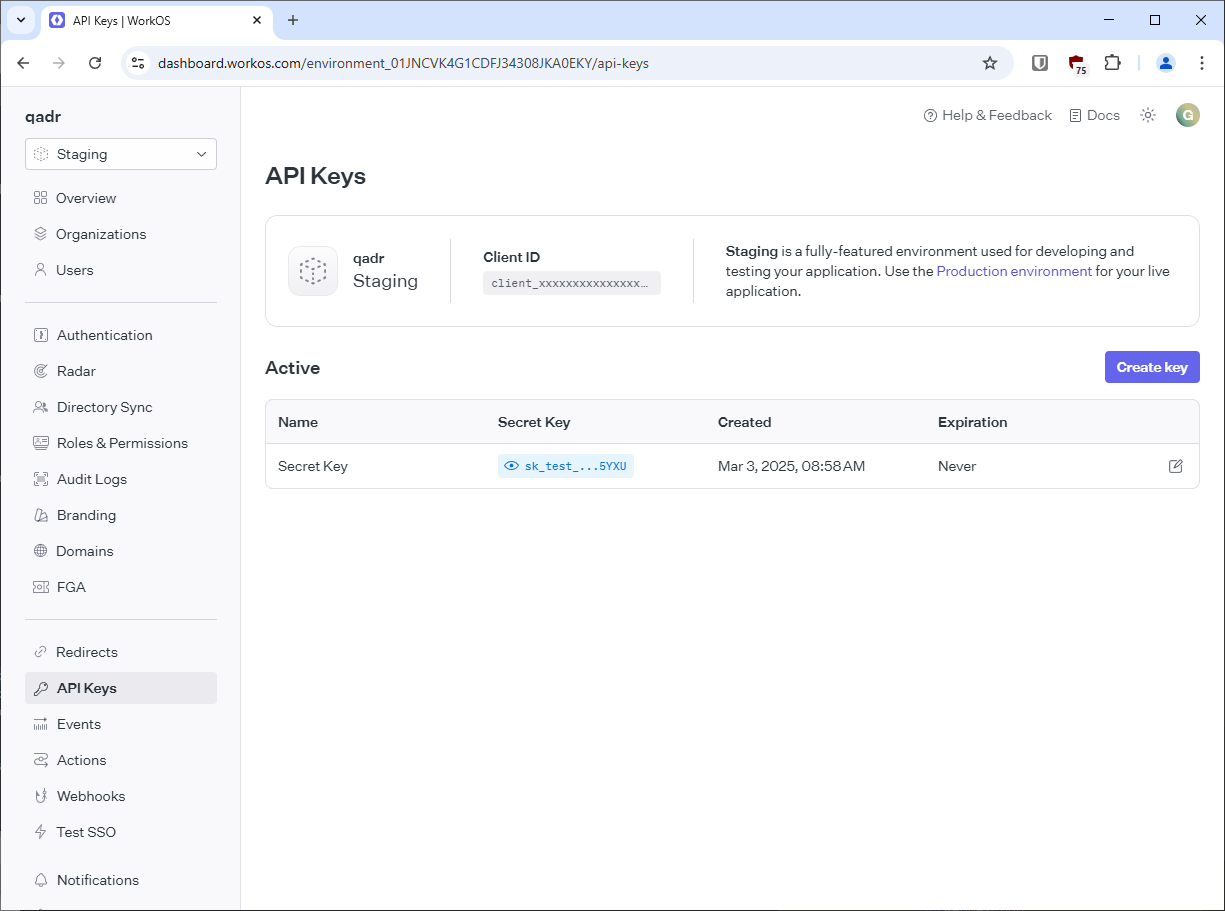 API Keys | WorkOS
dashboard.workos.com/environment_01JNCVK4G1CDFJ34308JKA0EKY/api-keys
75
qadr
Staging
Overview
Organizations
Users
Authentication
Radar
Directory Sync
Roles & Permissions
Audit Logs
Branding
Domains
FGA
Redirects
API Keys
Events
Actions
Webhooks
Test SSO
Notifications
Help & Feedback
Docs
G
API Keys
qadr
Staging
Client ID
client_xxxxxxxxxxxxxxx…
Staging is a fully-featured environment used for developing and
testing your application. Use the Production environment for your live
application.
Active
Create key
Name Secret Key Created Expiration
Secret Key sk_test_...5YXU Mar 3, 2025, 08:58 AM Never